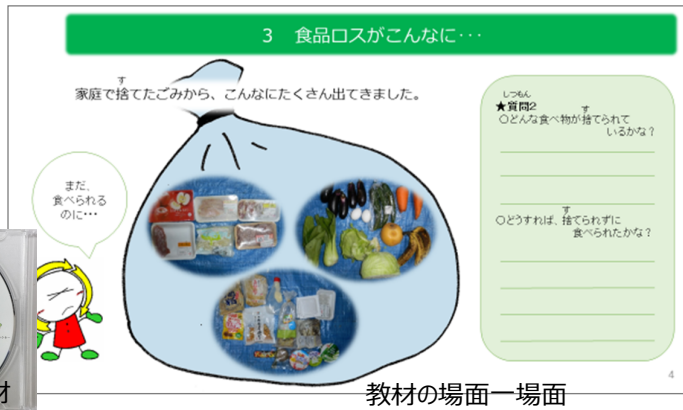 3 食品ロスがこんなに･･･
す
家庭で捨てたごみから、こんなにたくさん出てきました。
まだ、
食べられる
のに･･･
しつもん
★質問2
す
○どんな食べ物が捨てられて
いるかな？
す
○どうすれば、捨てられずに
食べられたかな？
4
材
教材の場面一場面